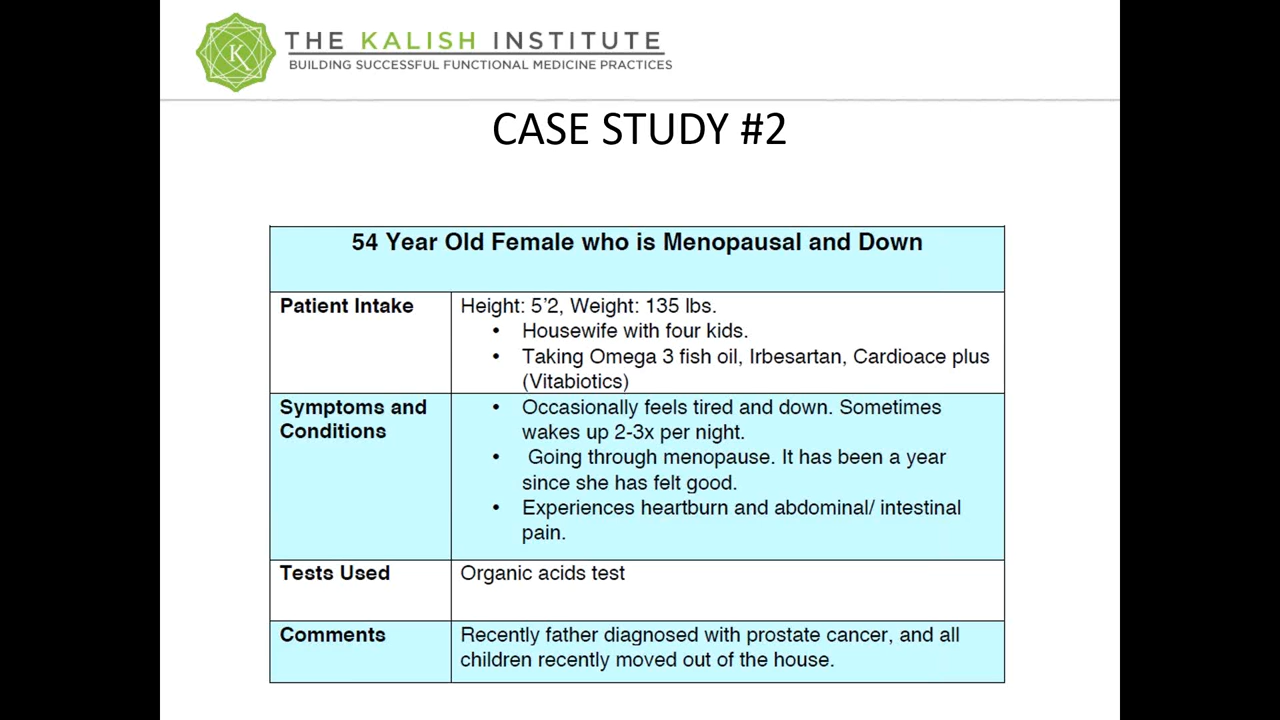 THE KALISH INSTITUTE
BUILDING SUCCESSFUL FUNCTIONAL MEDICINE PRACTICES
CASE STUDY #2
54 Year Old Female who is Menopausal and Down
Patient Intake
Height: 5'2, Weight: 135 lbs.
• Housewife with four kids.
• Taking Omega 3 fish oil, Irbesartan, Cardioace plus
(Vitabiotics)
Symptoms and
Conditions
• Occasionally feels tired and down. Sometimes
wakes up 2-3x per night.
• Going through menopause. It has been a year
since she has felt good.
• Experiences heartburn and abdominal/ intestinal
pain.
Tests Used
Organic acids test
Comments
Recently father diagnosed with prostate cancer, and all
children recently moved out of the house.